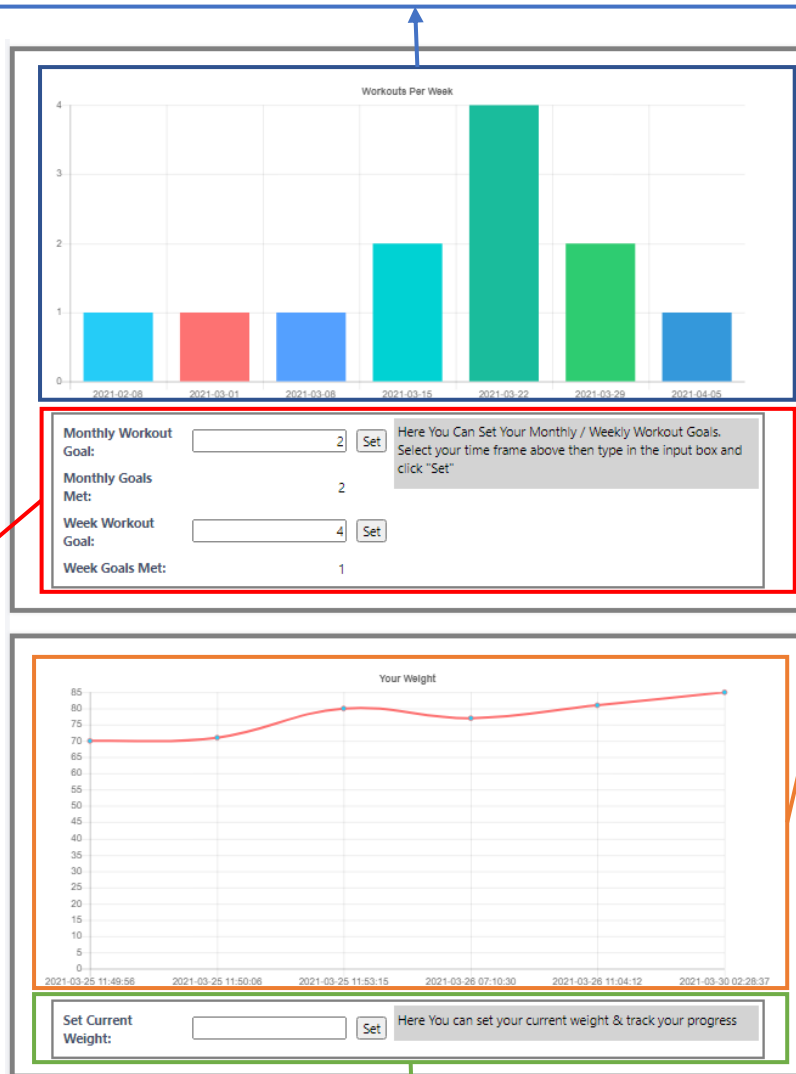 Workouts Per Week
4
3
2
1
0
2021-02-08 2021-03-01 2021-03-08 2021-03-15 2021-03-22 2021-03-29 2021-04-05
Monthly Workout
Goal:
2 Set
Here You Can Set Your Monthly / Weekly Workout Goals.
Select your time frame above then type in the input box and
click "Set"
Monthly Goals
Met:
2
Week Workout
Goal:
4 Set
Week Goals Met: 1
Your Weight
85
80
75
70
65
60
55
50
45
40
35
30
25
20
15
10
5
0
2021-03-25 11:49:56 2021-03-25 11:50:06 2021-03-25 11:53:15 2021-03-26 07:10:30 2021-03-26 11:04:12 2021-03-30 02:28:37
Set Current
Weight:
Set
Here You can set your current weight & track your progress